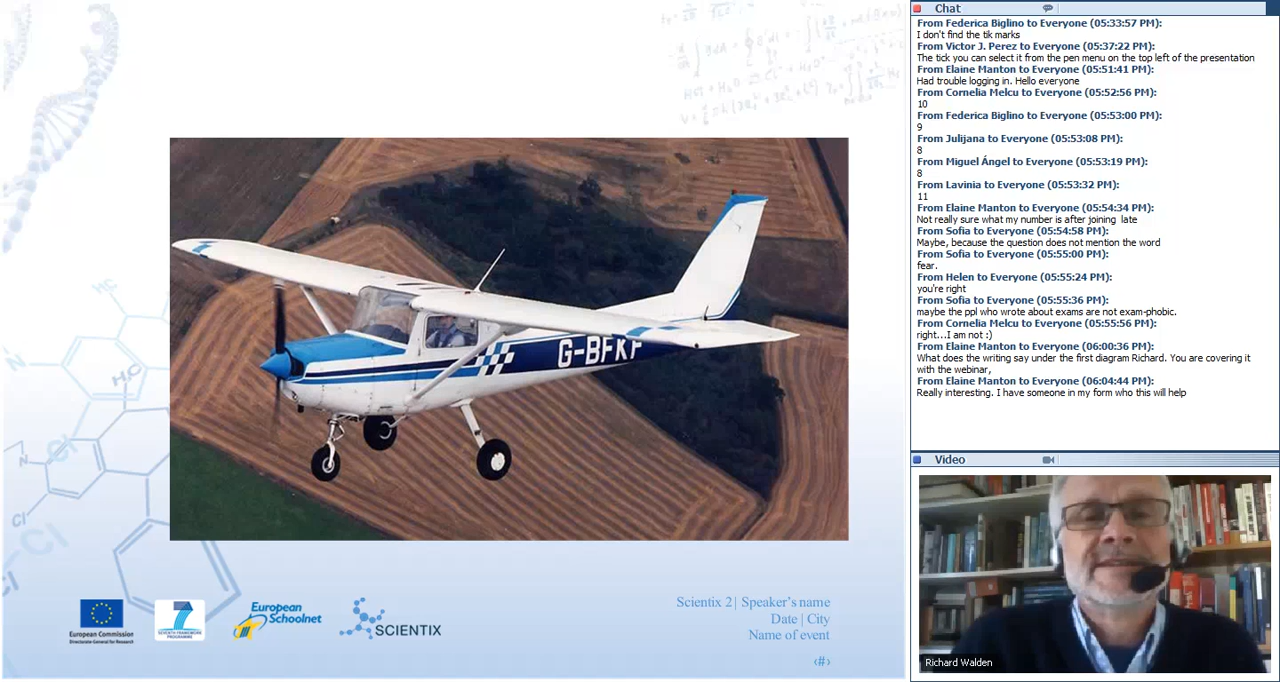 G-BFKF
European Commission
Directorate-General for Research
SEVENTH FRAMEWORK
PROGRAMME
European
Schoolnet
SCIENTIX
Scientix 2| Speaker's name
Date | City
Name of event
‹#›
Chat
From Federica Biglino to Everyone (05:33:57 PM):
I don't find the tik marks
From Victor J. Perez to Everyone (05:37:22 PM):
The tick you can select it from the pen menu on the top left of the presentation
From Elaine Manton to Everyone (05:51:41 PM):
Had trouble logging in. Hello everyone
From Cornelia Melcu to Everyone (05:52:56 PM):
10
From Federica Biglino to Everyone (05:53:00 PM):
9
From Julijana to Everyone (05:53:08 PM):
8
From Miguel Ángel to Everyone (05:53:19 PM):
8
From Lavinia to Everyone (05:53:32 PM):
11
From Elaine Manton to Everyone (05:54:34 PM):
Not really sure what my number is after joining late
From Sofia to Everyone (05:54:58 PM):
Maybe, because the question does not mention the word
From Sofia to Everyone (05:55:00 PM):
fear.
From Helen to Everyone (05:55:24 PM):
you're right
From Sofia to Everyone (05:55:36 PM):
maybe the ppl who wrote about exams are not exam-phobic.
From Cornelia Melcu to Everyone (05:55:56 PM):
right...I am not :)
From Elaine Manton to Everyone (06:00:36 PM):
What does the writing say under the first diagram Richard. You are covering it
with the webinar,
From Elaine Manton to Everyone (06:04:44 PM):
Really interesting. I have someone in my form who this will help
Video
Richard Walden